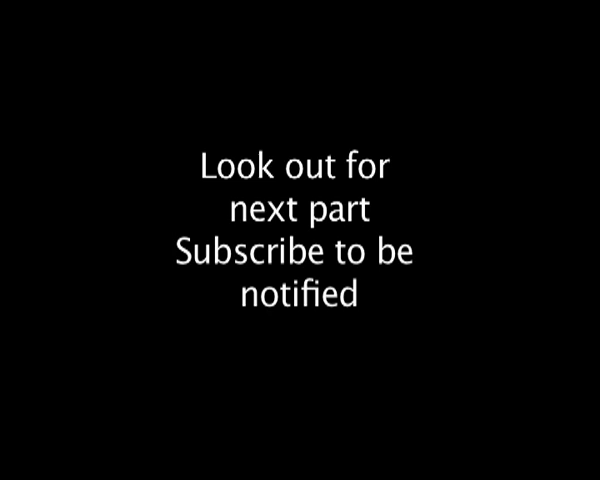 Look out for
next part
Subscribe to be
notified